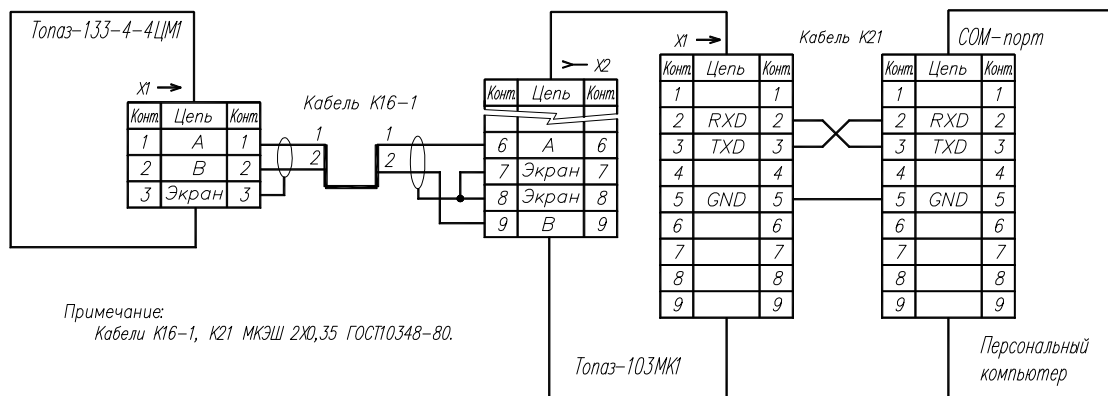 Топаз-133-4-4ЦМ1
X1
Конт. Цепь Конт.
1 A 1
2 B 2
3 Экран 3
Кабель К16-1
1
2
1
2
X2
Конт. Цепь Конт.
6 A 6
7 Экран 7
8 Экран 8
9 B 9
X1
Конт. Цепь Конт.
1 1
2 RXD 2
3 TXD 3
4 4
5 GND 5
6 6
7 7
8 8
9 9
Кабель К21
COM-порт
Конт. Цепь Конт.
1 1
2 RXD 2
3 TXD 3
4 4
5 GND 5
6 6
7 7
8 8
9 9
Примечание:
Кабели К16-1, К21 МКЭШ 2Х0,35 ГОСТ10348-80.
Топаз-103МК1
Персональный
компьютер